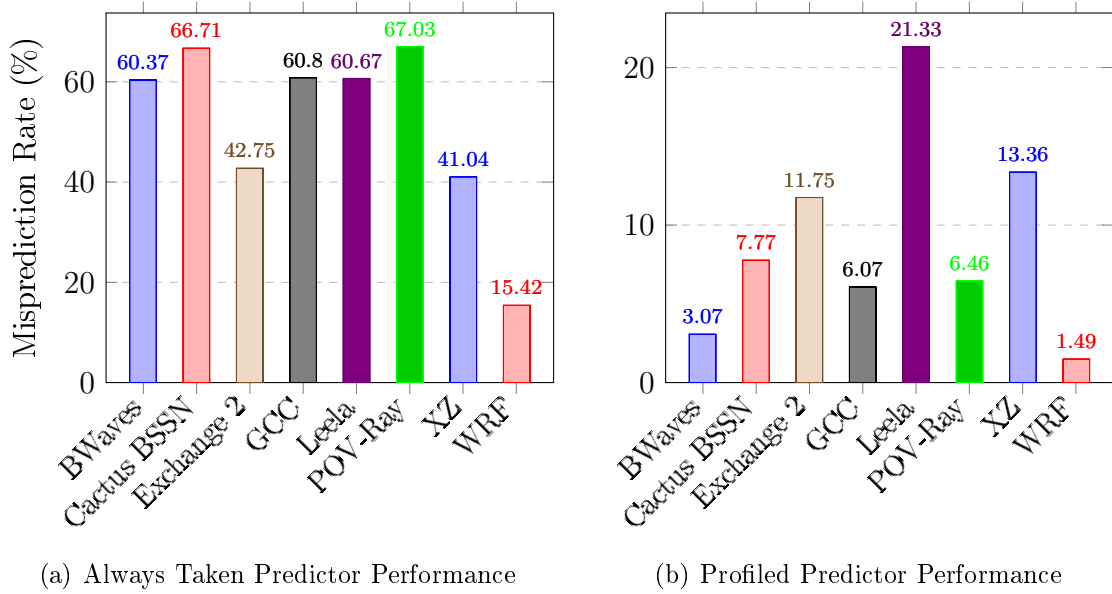 Misprediction Rate (%)
0
20
40
60
60.37
66.71
42.75
60.8
60.67
67.03
41.04
15.42
BWaves
Cactus BSSN
Exchange 2
GCC
Leela
POV-Ray
XZ
WRF
(a) Always Taken Predictor Performance
0
10
20
3.07
7.77
11.75
6.07
21.33
6.46
13.36
1.49
BWaves
Cactus BSSN
Exchange 2
GCC
Leela
POV-Ray
XZ
WRF
(b) Profiled Predictor Performance